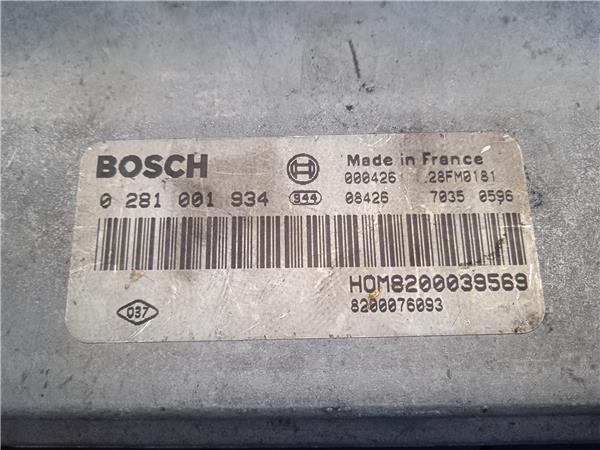 BOSCH
Made in France
000426 .28FM0181
0 281 001 934 944 08426 7035 0596
HOM8200039569
037 8200076093